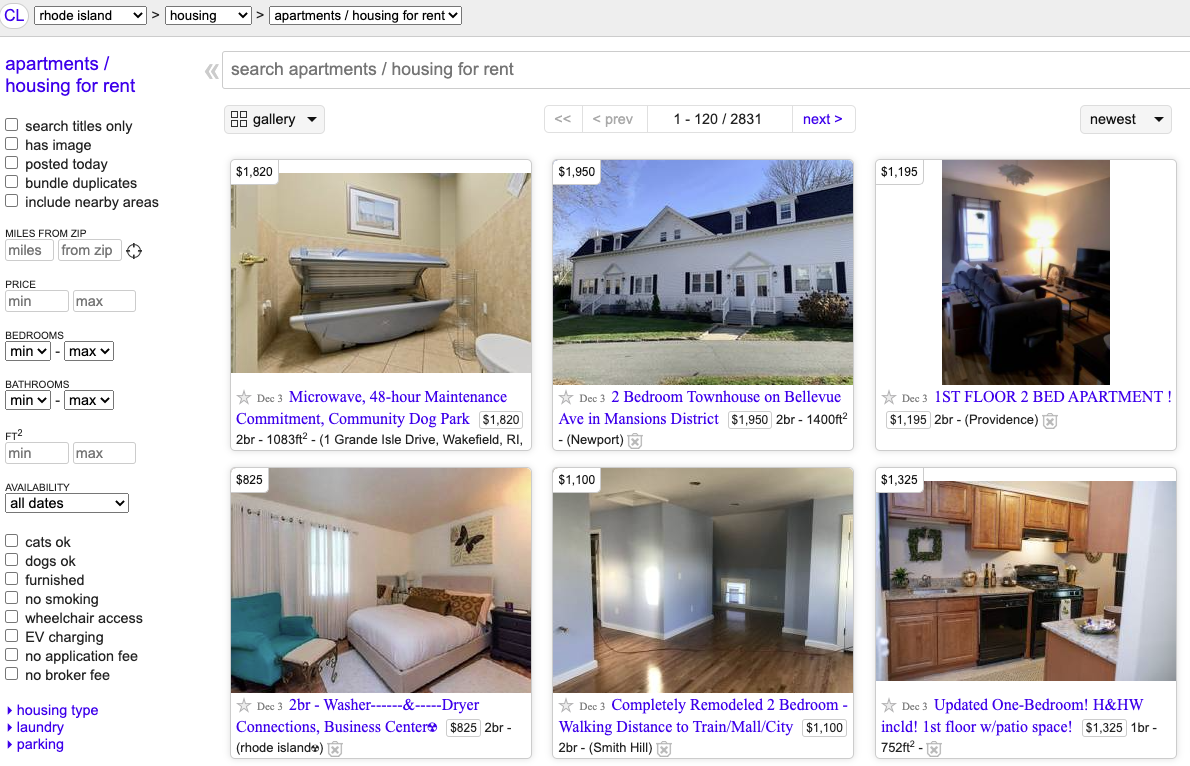 CL rhode island > housing > apartments / housing for rent
apartments /
housing for rent
search titles only
has image
posted today
bundle duplicates
include nearby areas
MILES FROM ZIP
miles from zip
PRICE
min max
BEDROOMS
min - max
BATHROOMS
min - max
FT2
min max
AVAILABILITY
all dates
cats ok
dogs ok
furnished
no smoking
wheelchair access
EV charging
no application fee
no broker fee
housing type
laundry
parking
« search apartments / housing for rent
gallery << < prev 1 - 120 / 2831 next > newest
$1,820
Dec 3 Microwave, 48-hour Maintenance
Commitment, Community Dog Park $1,820
2br - 1083ft2 - (1 Grande Isle Drive, Wakefield, RI,
$1,950
Dec 3 2 Bedroom Townhouse on Bellevue
Ave in Mansions District $1,950 2br - 1400ft2
- (Newport)
$1,195
Dec 3 1ST FLOOR 2 BED APARTMENT !
$1,195 2br - (Providence)
$825
Dec 3 2br - Washer------&-----Dryer
Connections, Business Center☢ $825 2br -
(rhode island☢)
$1,100
Dec 3 Completely Remodeled 2 Bedroom -
Walking Distance to Train/Mall/City $1,100
2br - (Smith Hill)
$1,325
Dec 3 Updated One-Bedroom! H&HW
incld! 1st floor w/patio space! $1,325 1br -
752ft2 -